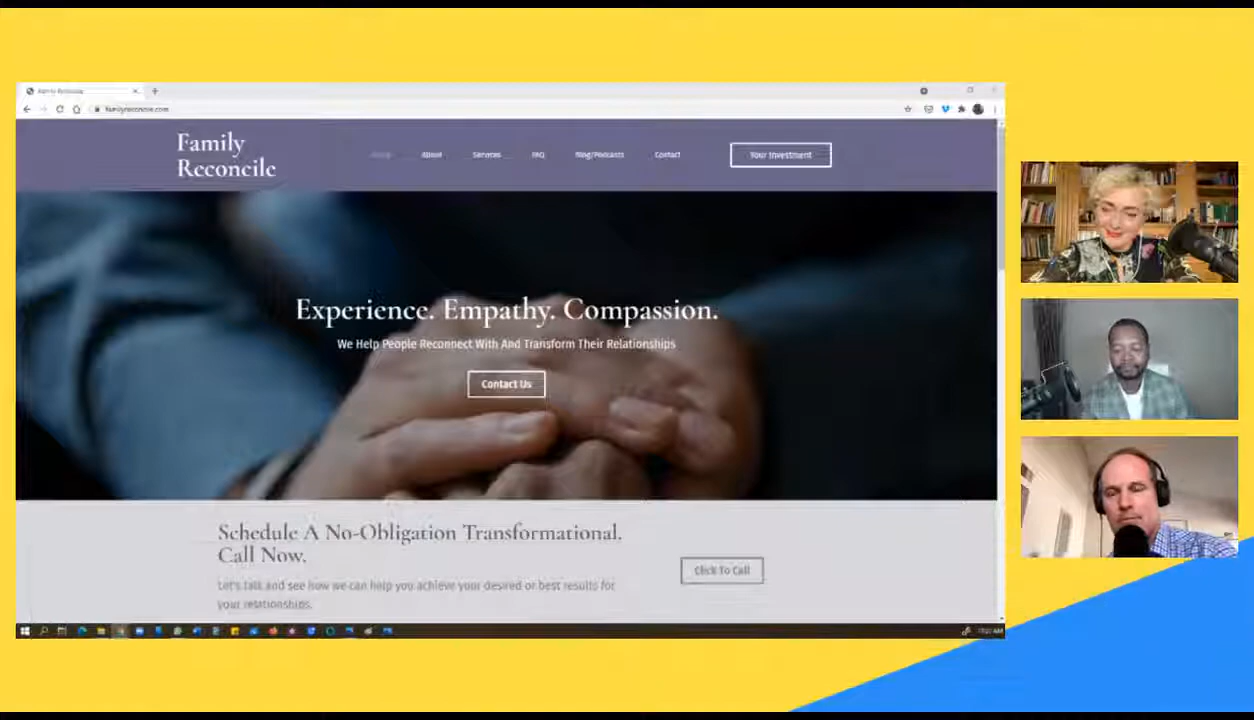 Family Reconcile
familyreconcile.com
Family
Reconcile
Home
About
Services
FAQ
Blog/Podcasts
Contact
Your Investment
Experience. Empathy. Compassion.
We Help People Reconnect With And Transform Their Relationships
Contact Us
Schedule A No-Obligation Transformational.
Call Now.
Let's talk and see how we can help you achieve your desired or best results for
your relationships.
Click To Call